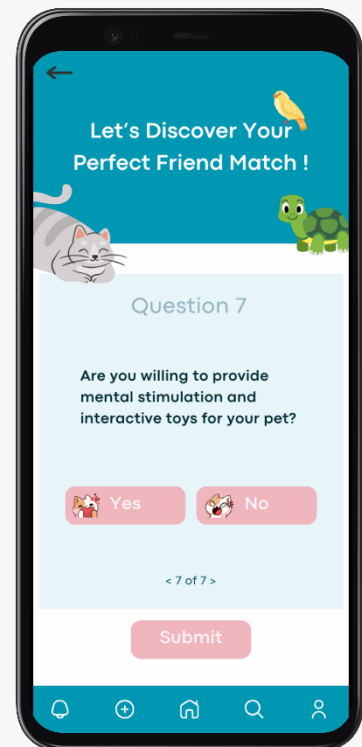 Let's Discover Your
Perfect Friend Match !
Question 7
Are you willing to provide
mental stimulation and
interactive toys for your pet?
Yes
No
< 7 of 7 >
Submit